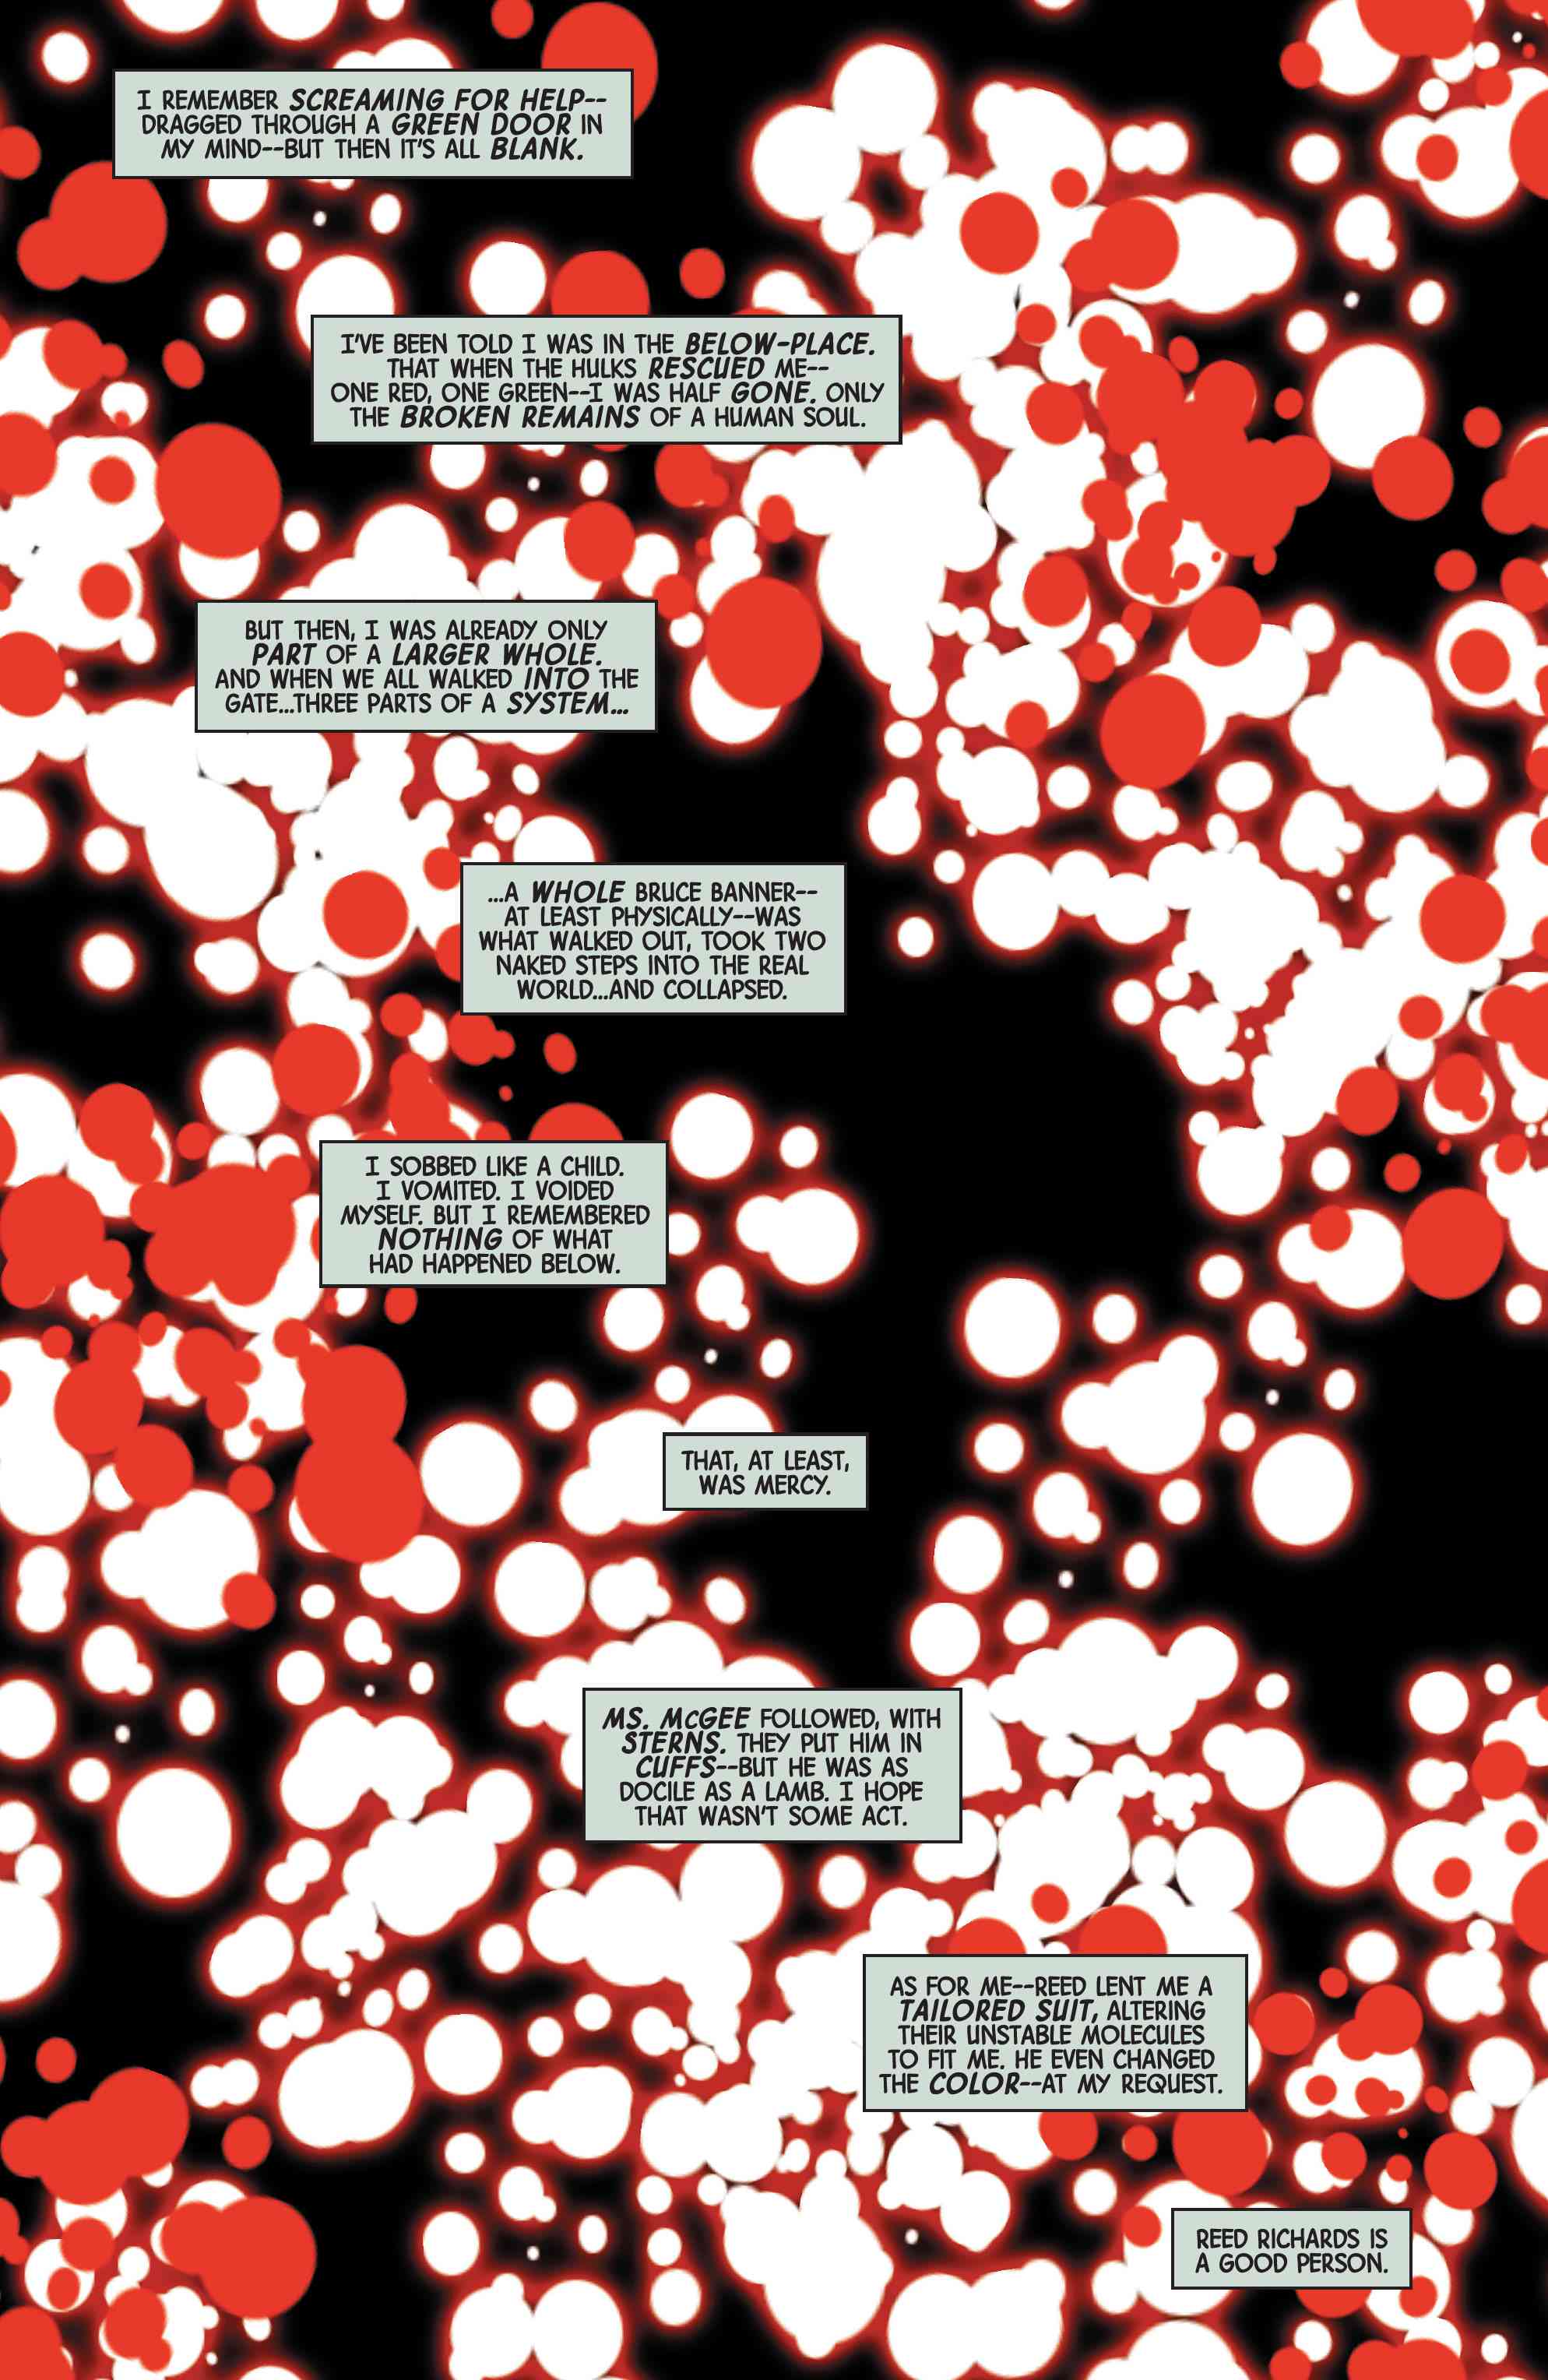 I REMEMBER SCREAMING FOR HELP--
DRAGGED THROUGH A GREEN DOOR IN
MY MIND--BUT THEN IT'S ALL BLANK.
I'VE BEEN TOLD I WAS IN THE BELOW-PLACE.
THAT WHEN THE HULKS RESCUED ME--
ONE RED, ONE GREEN--I WAS HALF GONE. ONLY
THE BROKEN REMAINS OF A HUMAN SOUL.
BUT THEN, I WAS ALREADY ONLY
PART OF A LARGER WHOLE.
AND WHEN WE ALL WALKED INTO THE
GATE...THREE PARTS OF A SYSTEM...
...A WHOLE BRUCE BANNER--
AT LEAST PHYSICALLY--WAS
WHAT WALKED OUT, TOOK TWO
NAKED STEPS INTO THE REAL
WORLD...AND COLLAPSED.
I SOBBED LIKE A CHILD.
I VOMITED. I VOIDED
MYSELF. BUT I REMEMBERED
NOTHING OF WHAT
HAD HAPPENED BELOW.
THAT, AT LEAST,
WAS MERCY.
MS. McGEE FOLLOWED, WITH
STERNS. THEY PUT HIM IN
CUFFS--BUT HE WAS AS
DOCILE AS A LAMB. I HOPE
THAT WASN'T SOME ACT.
AS FOR ME--REED LENT ME A
TAILORED SUIT, ALTERING
THEIR UNSTABLE MOLECULES
TO FIT ME. HE EVEN CHANGED
THE COLOR--AT MY REQUEST.
REED RICHARDS IS
A GOOD PERSON.